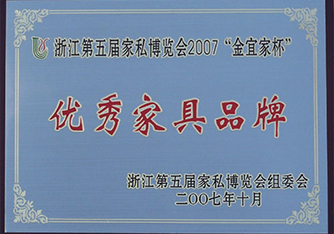 浙江第五届家私博览会2007“金宜家杯”
优秀家具品牌
浙江第五届家私博览会组委会
二〇〇七年十月